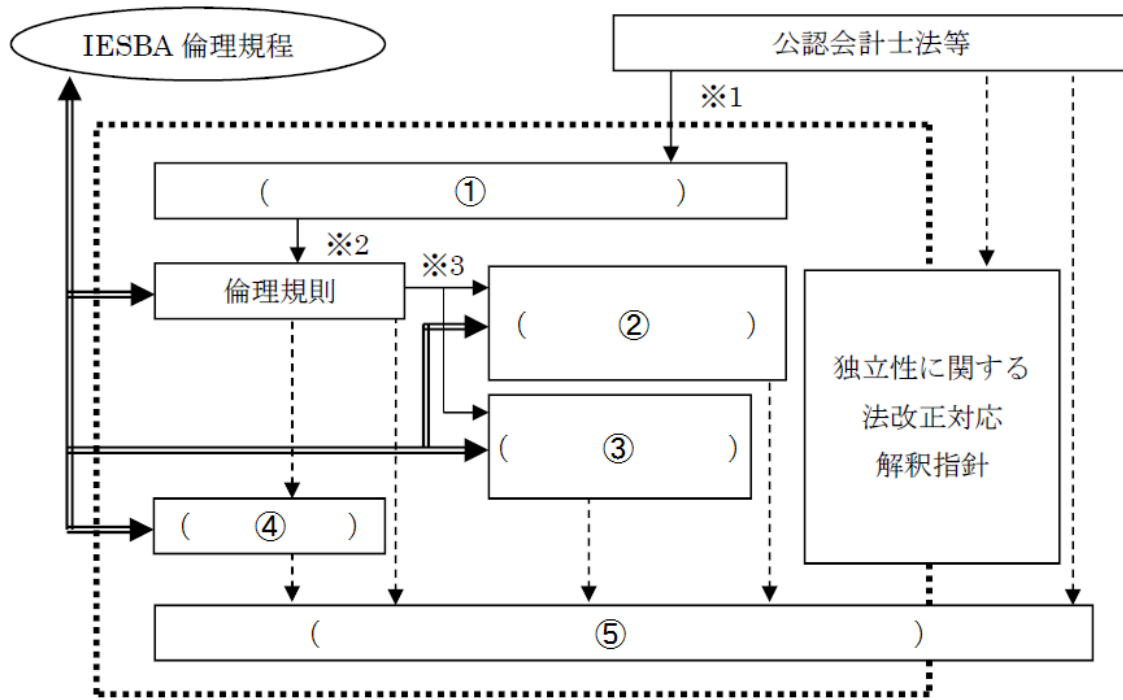 IESBA 倫理規程
公認会計士法等
※1
( ① )
※2
※3
倫理規則
( ② )
独立性に関する
法改正対応
解釈指針
( ③ )
( ④ )
( ⑤ )